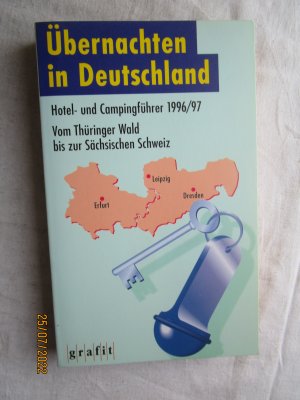 Übernachten
in Deutschland
Hotel- und Campingführer 1996/97
Vom Thüringer Wald
bis zur Sächsischen Schweiz
Leipzig
Dresden
Erfurt
grafit
25/07/2022